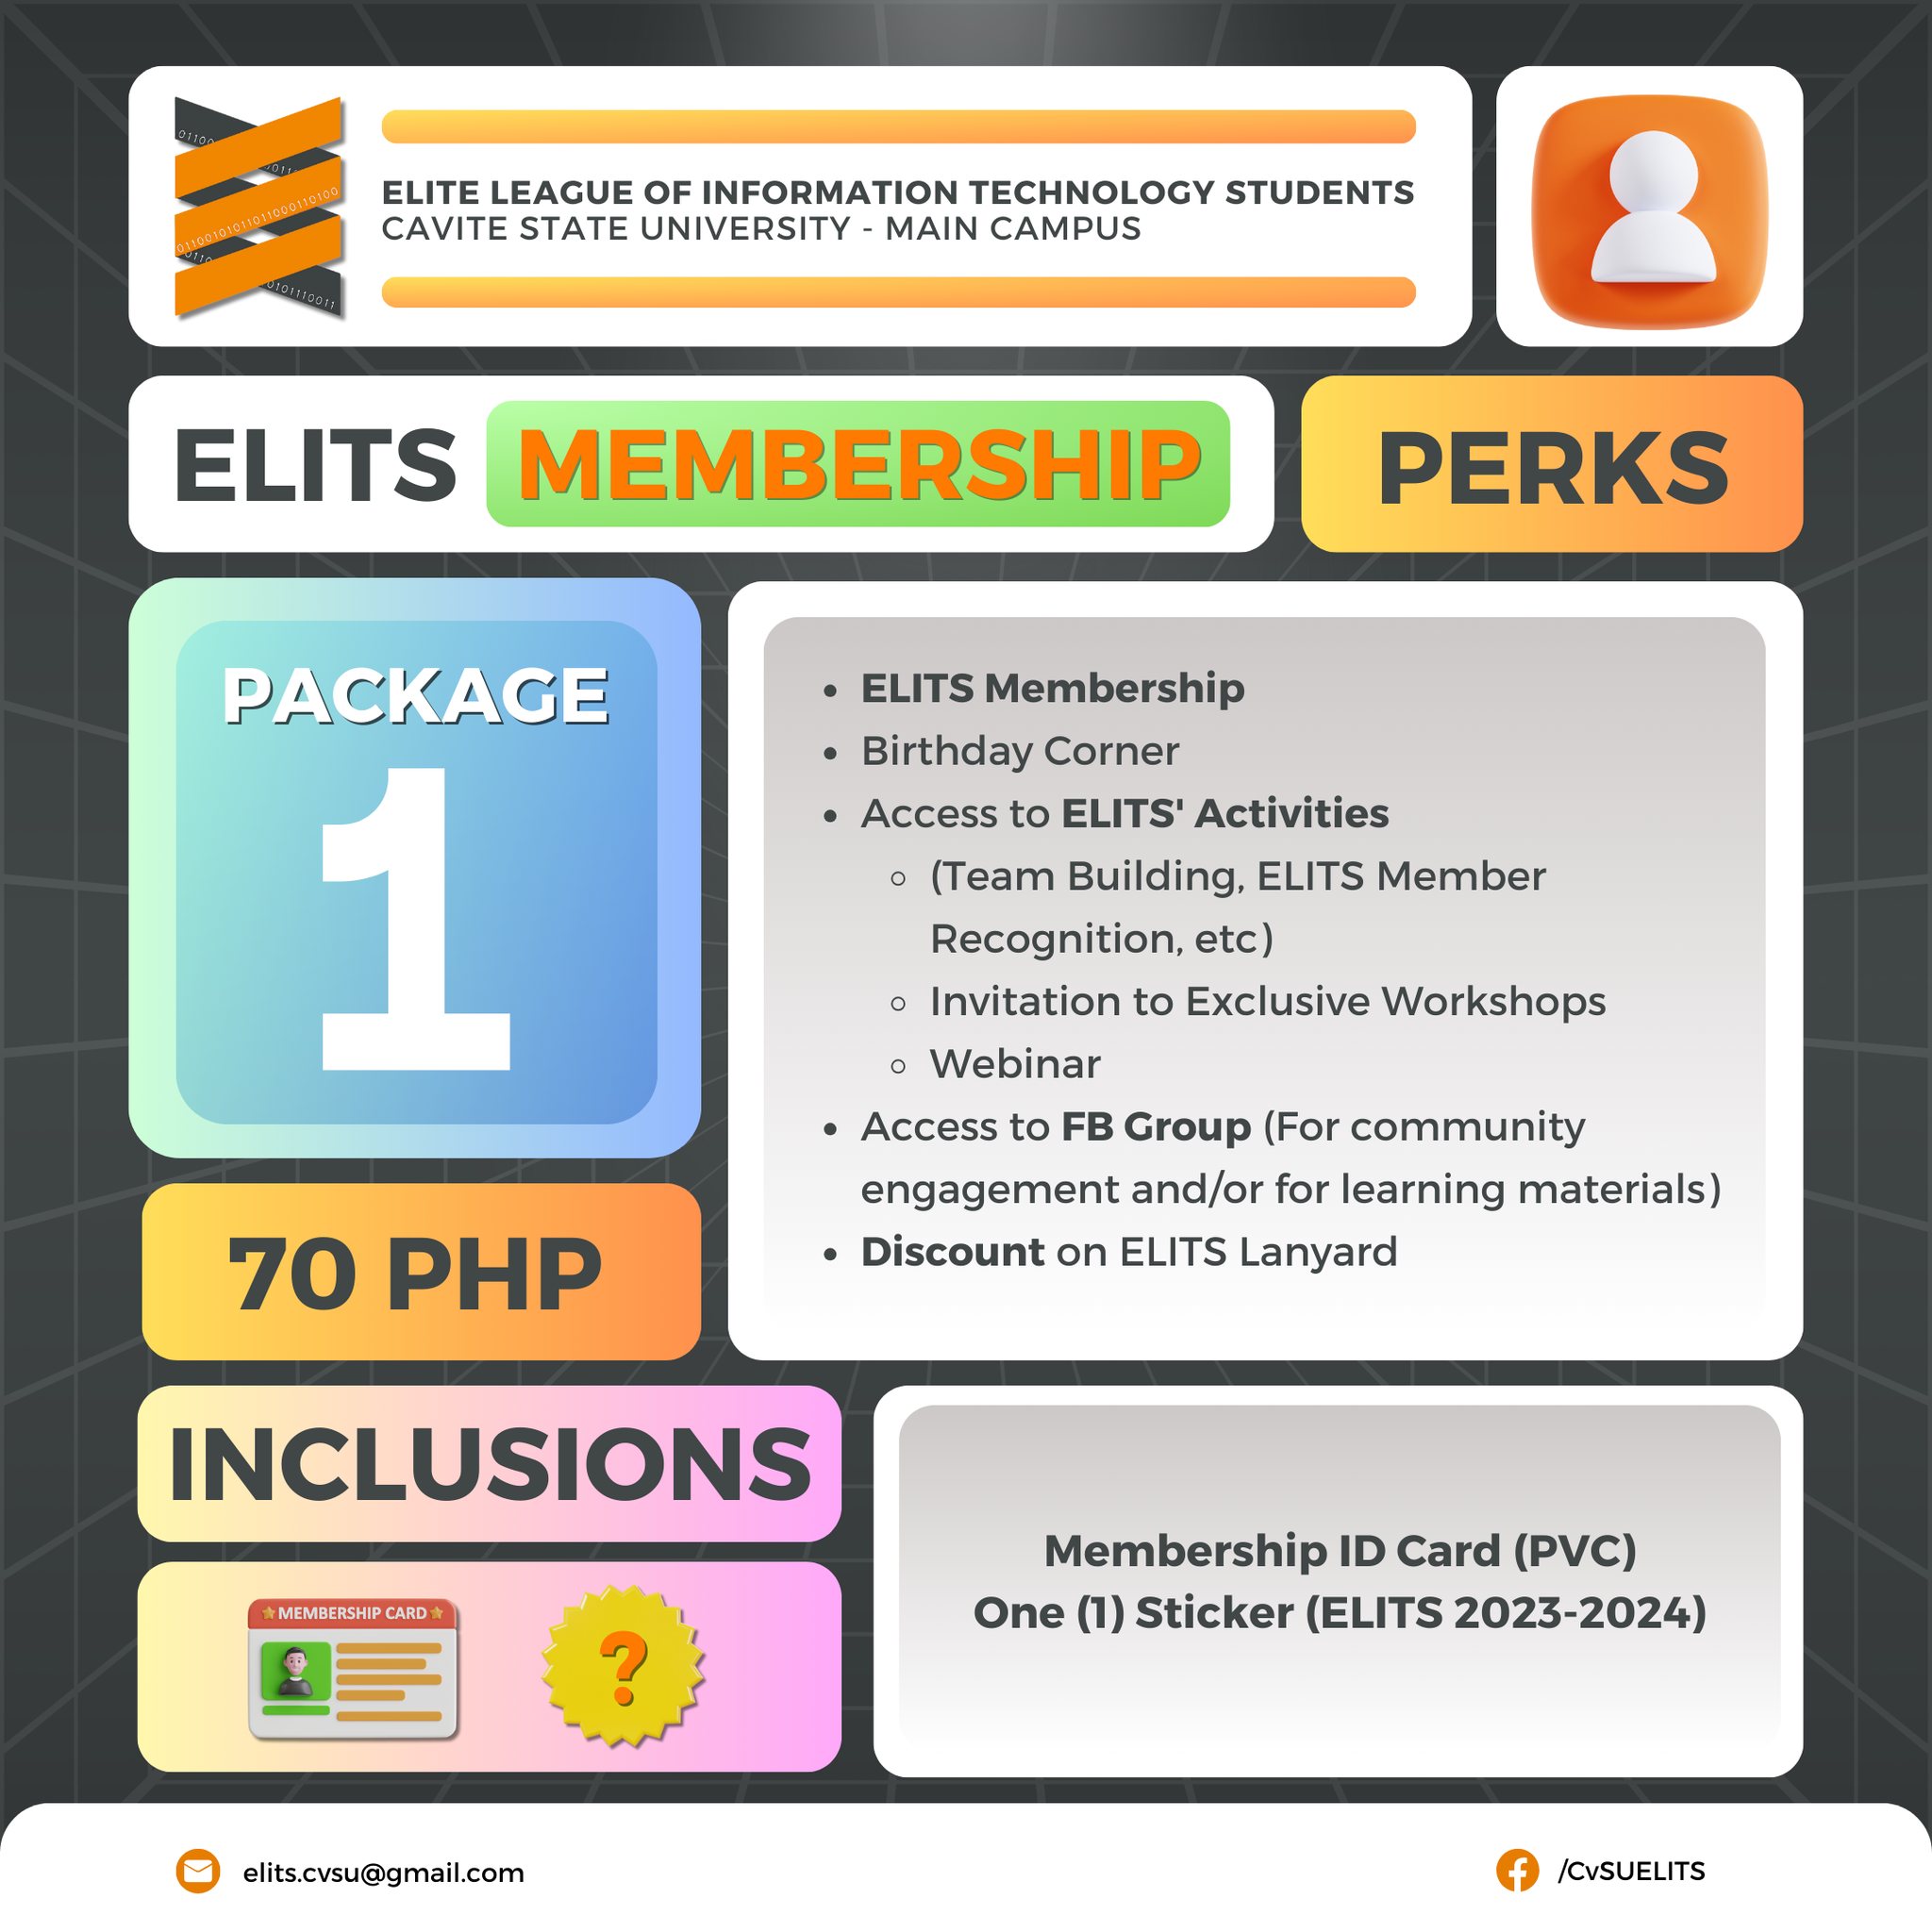 ELITE LEAGUE OF INFORMATION TECHNOLOGY STUDENTS
CAVITE STATE UNIVERSITY - MAIN CAMPUS
ELITS MEMBERSHIP PERKS
PACKAGE
1
70 PHP
• ELITS Membership
• Birthday Corner
• Access to ELITS' Activities
○ (Team Building, ELITS Member
Recognition, etc)
○ Invitation to Exclusive Workshops
○ Webinar
• Access to FB Group (For community
engagement and/or for learning materials)
• Discount on ELITS Lanyard
INCLUSIONS
MEMBERSHIP CARD
?
Membership ID Card (PVC)
One (1) Sticker (ELITS 2023-2024)
elits.cvsu@gmail.com
/CvSUELITS